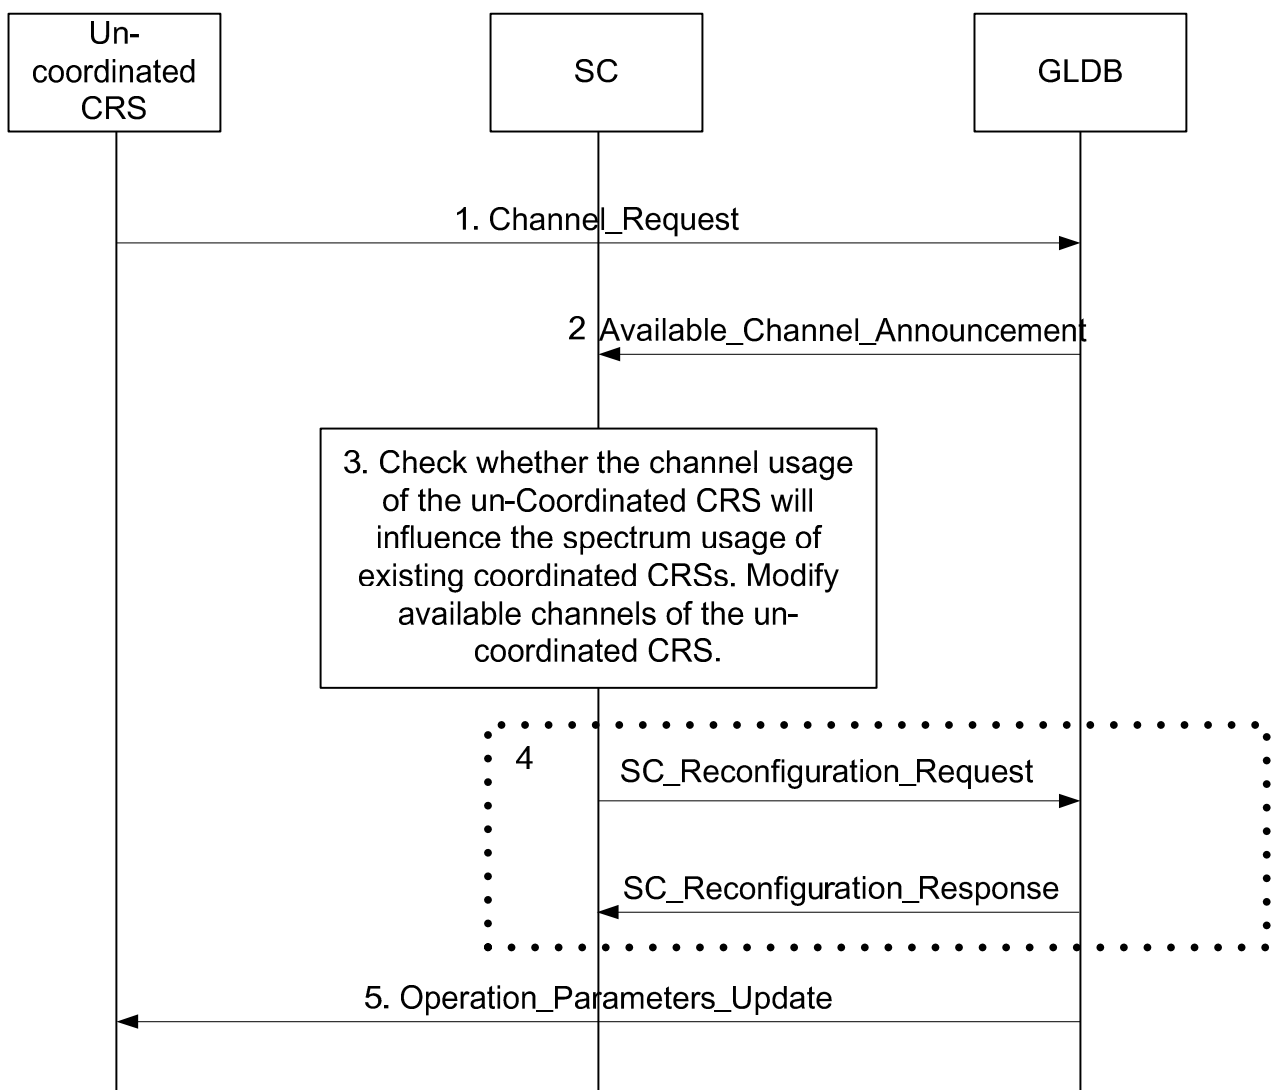 Un-
coordinated
CRS
SC
GLDB
1. Channel_Request
2 Available_Channel_Announcement
3. Check whether the channel usage
of the un-Coordinated CRS will
influence the spectrum usage of
existing coordinated CRSs. Modify
available channels of the un-
coordinated CRS.
4
SC_Reconfiguration_Request
SC_Reconfiguration_Response
5. Operation_Parameters_Update